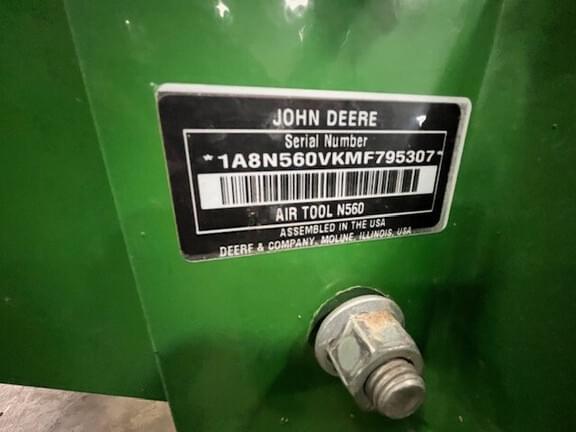 JOHN DEERE
Serial Number
*1A8N560VKMF795307*
AIR TOOL N560
ASSEMBLED IN THE USA
DEERE & COMPANY, MOLINE, ILLINOIS, USA